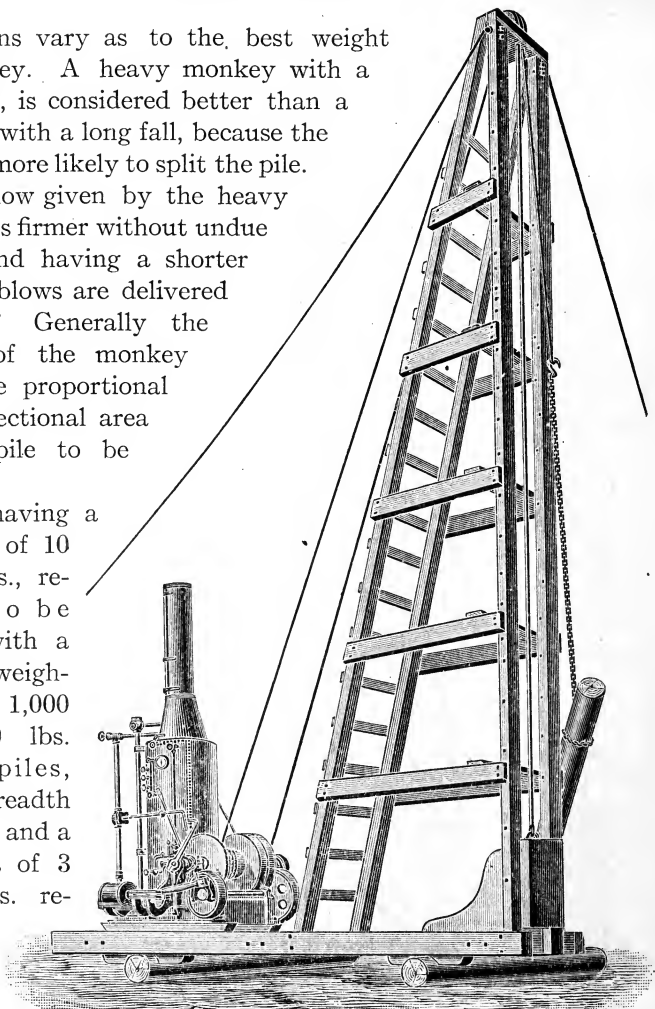 ns vary as to the best weight
ey. A heavy monkey with a
, is considered better than a
with a long fall, because the
more likely to split the pile.
ow given by the heavy
s firmer without undue
nd having a shorter
blows are delivered
Generally the
of the monkey
e proportional
ectional area
pile to be
having a
of 10
s., re-
o be
with a
weigh-
1,000
lbs.
piles,
readth
and a
of 3
s. re-